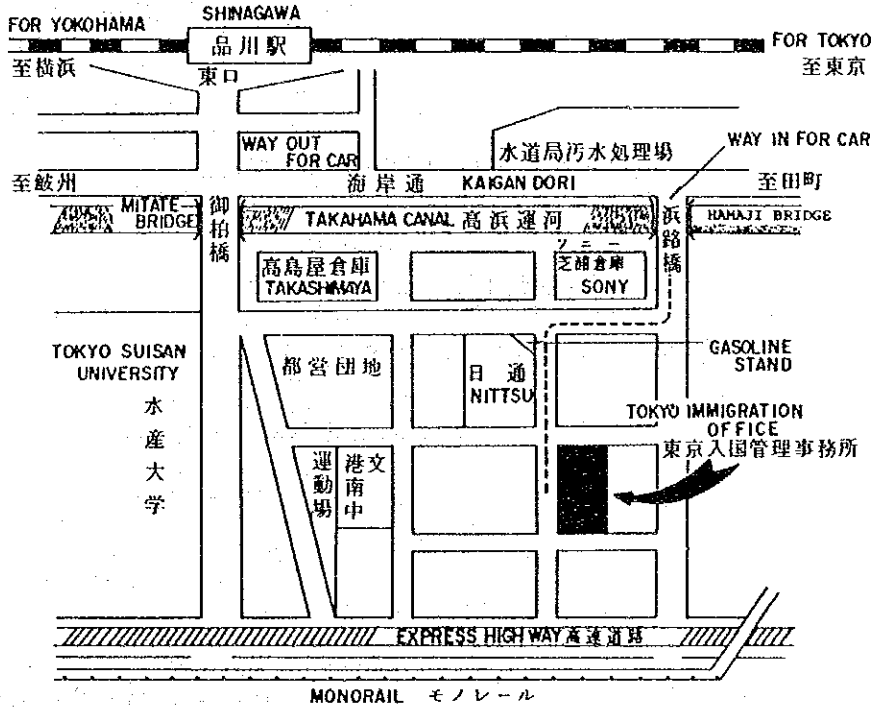 SHINAGAWA
FOR YOKOHAMA
品川駅
FOR TOKYO
至横浜
東口
至東京
WAY OUT
FOR CAR
水道局汚水処理場
WAY IN FOR CAR
至皴州
海岸通 KAIGAN DORI
至田町
MITATE
BRIDGE
御柏橋
TAKAHAMA CANAL 高浜運河
浜路橋
HAMAJI BRIDGE
高島屋倉庫
TAKASHIMAYA
ソニー
芝浦倉庫
SONY
TOKYO SUISAN
UNIVERSITY
水産大学
都営団地
日通
NITTSU
GASOLINE
STAND
TOKYO IMMIGRATION
OFFICE
東京入国管理事務所
運動場
港南中
文
EXPRESS HIGH WAY 高速道路
MONORAIL モノレール